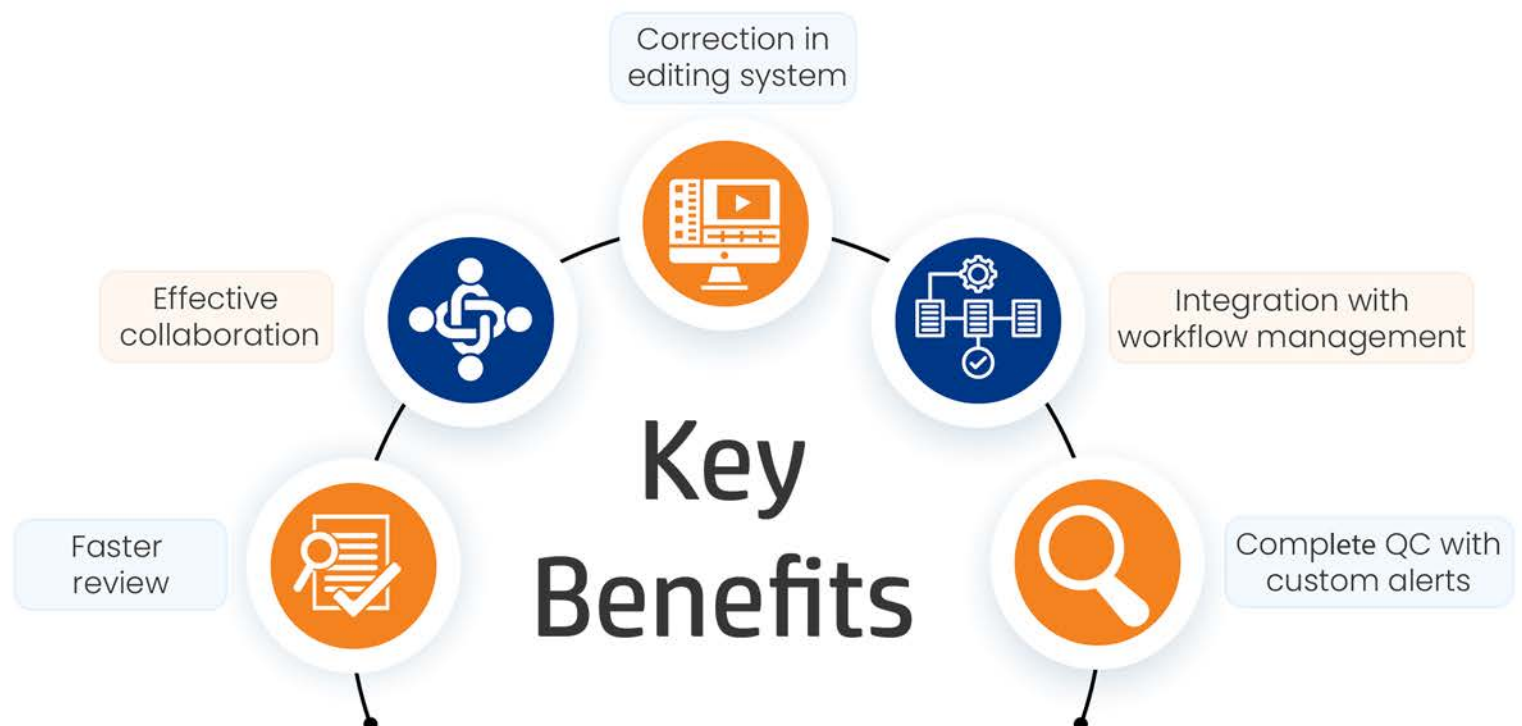 Correction in
editing system
Effective
collaboration
Integration with
workflow management
Key
Benefits
Faster
review
Complete QC with
custom alerts